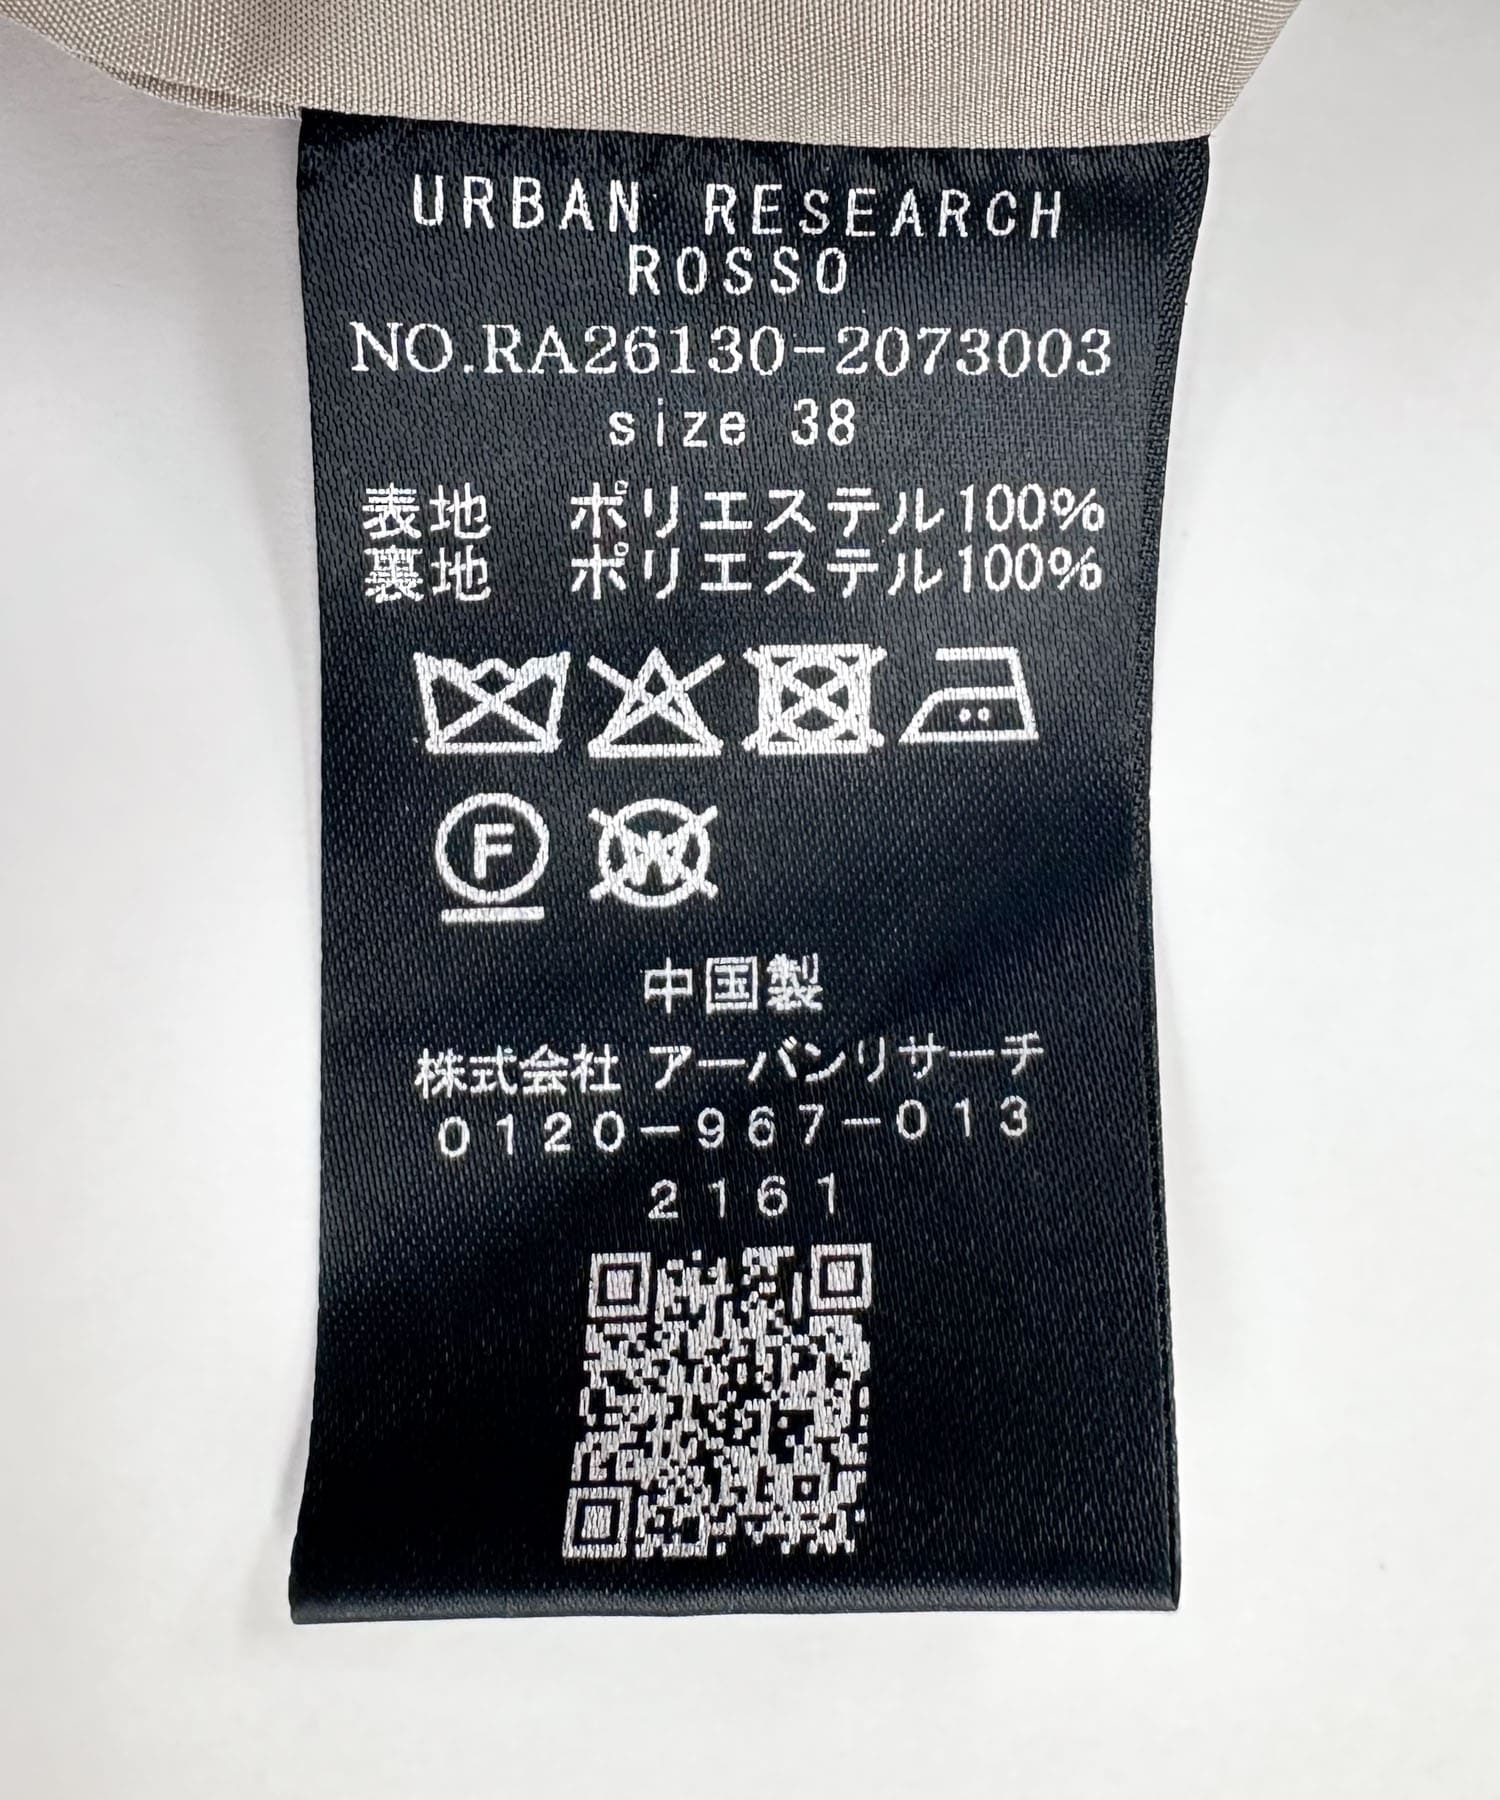 URBAN RESEARCH
ROSSO
NO.RA26130-2073003
size 38
表地 ポリエステル100%
裏地 ポリエステル100%
F
W
中国製
株式会社 アーバンリサーチ
0120-967-013
2161